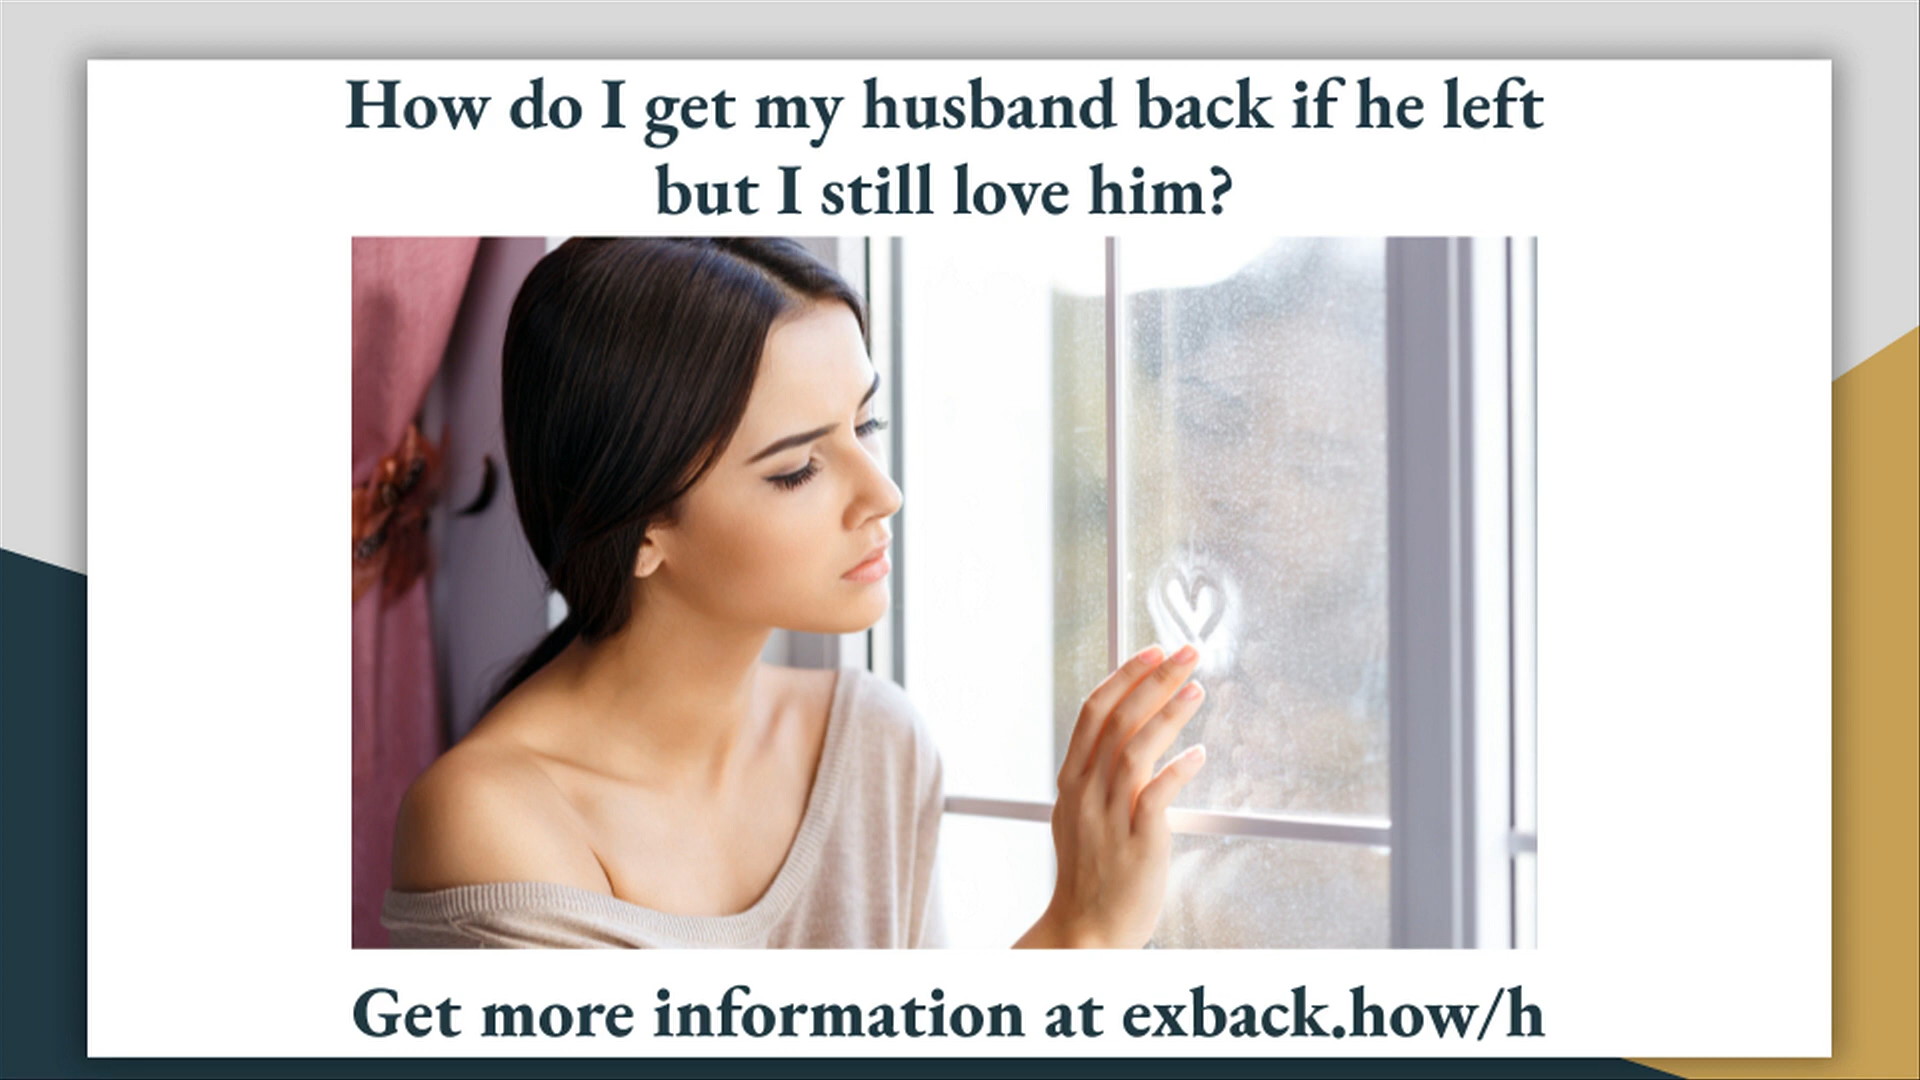 How do I get my husband back if he left
but I still love him?
Get more information at exback.how/h